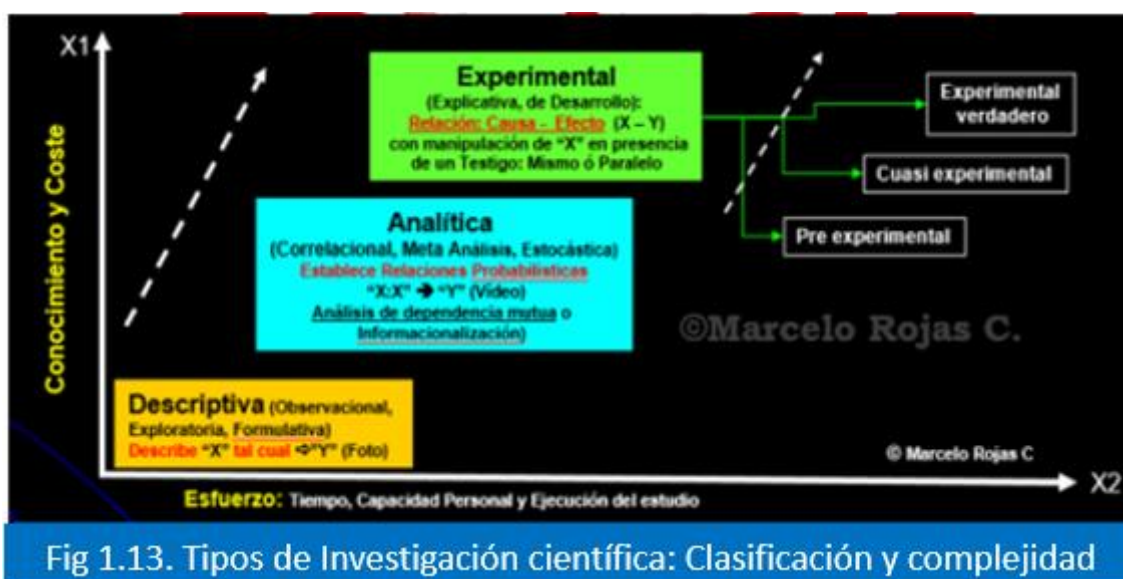 X1
Conocimiento y Coste
Experimental
(Explicativa, de Desarrollo):
Relación: Causa - Efecto (X – Y)
con manipulación de “X” en presencia
de un Testigo: Mismo ó Paralelo
Experimental
verdadero
Cuasi experimental
Pre experimental
Analítica
(Correlacional, Meta Análisis, Estocástica)
Establece Relaciones Probabilísticas
“X:X” ➔ “Y” (Vídeo)
Análisis de dependencia mutua o
Informacionalización)
©Marcelo Rojas C.
Descriptiva (Observacional,
Exploratoria, Formulativa)
Describe “X” tal cual ➪“Y” (Foto)
© Marcelo Rojas C
X2
Esfuerzo: Tiempo, Capacidad Personal y Ejecución del estudio
Fig 1.13. Tipos de Investigación científica: Clasificación y complejidad